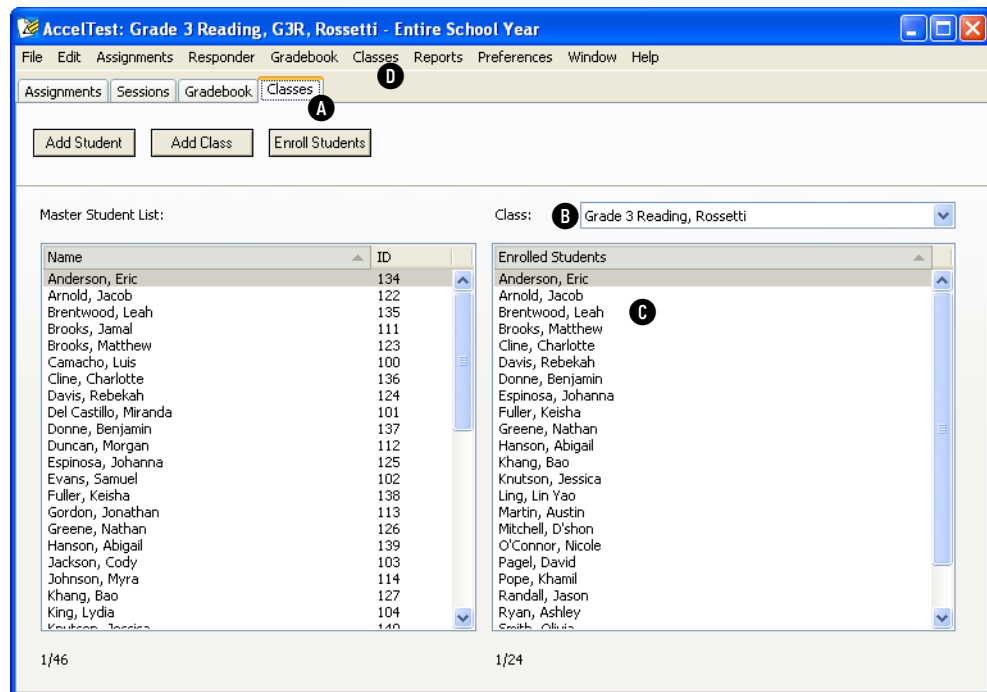 AccelTest: Grade 3 Reading, G3R, Rossetti - Entire School Year
File Edit Assignments Responder Gradebook Classes Reports Preferences Window Help
D
Assignments Sessions Gradebook Classes
A
Add Student Add Class Enroll Students
Master Student List:
Class: B Grade 3 Reading, Rossetti
Name ID
Anderson, Eric 134
Arnold, Jacob 122
Brentwood, Leah 135
Brooks, Jamal 111
Brooks, Matthew 123
Camacho, Luis 100
Cline, Charlotte 136
Davis, Rebekah 124
Del Castillo, Miranda 101
Donne, Benjamin 137
Duncan, Morgan 112
Espinosa, Johanna 125
Evans, Samuel 102
Fuller, Keisha 138
Gordon, Jonathan 113
Greene, Nathan 126
Hanson, Abigail 139
Jackson, Cody 103
Johnson, Myra 114
Khang, Bao 127
King, Lydia 104
Knutson, Jessica 140
1/46
Enrolled Students
Anderson, Eric
Arnold, Jacob
Brentwood, Leah C
Brooks, Matthew
Cline, Charlotte
Davis, Rebekah
Donne, Benjamin
Espinosa, Johanna
Fuller, Keisha
Greene, Nathan
Hanson, Abigail
Khang, Bao
Knutson, Jessica
Ling, Lin Yao
Martin, Austin
Mitchell, D'shon
O'Connor, Nicole
Pagel, David
Pope, Khamil
Randall, Jason
Ryan, Ashley
Smith, Olivia
1/24